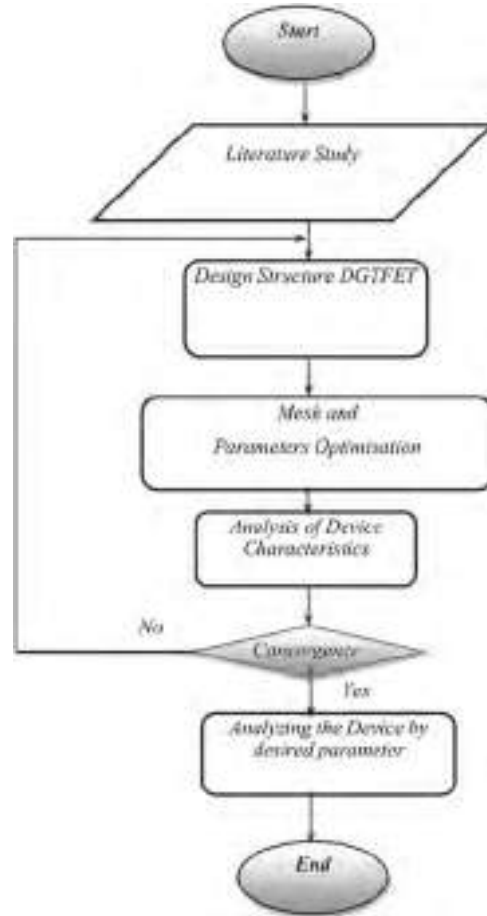 Start
Literature Study
Design Structure DGTFET
Mesh and
Parameters Optimisation
Analysis of Device
Characteristics
No
Convergence
Yes
Analyzing the Device by
desired parameter
End